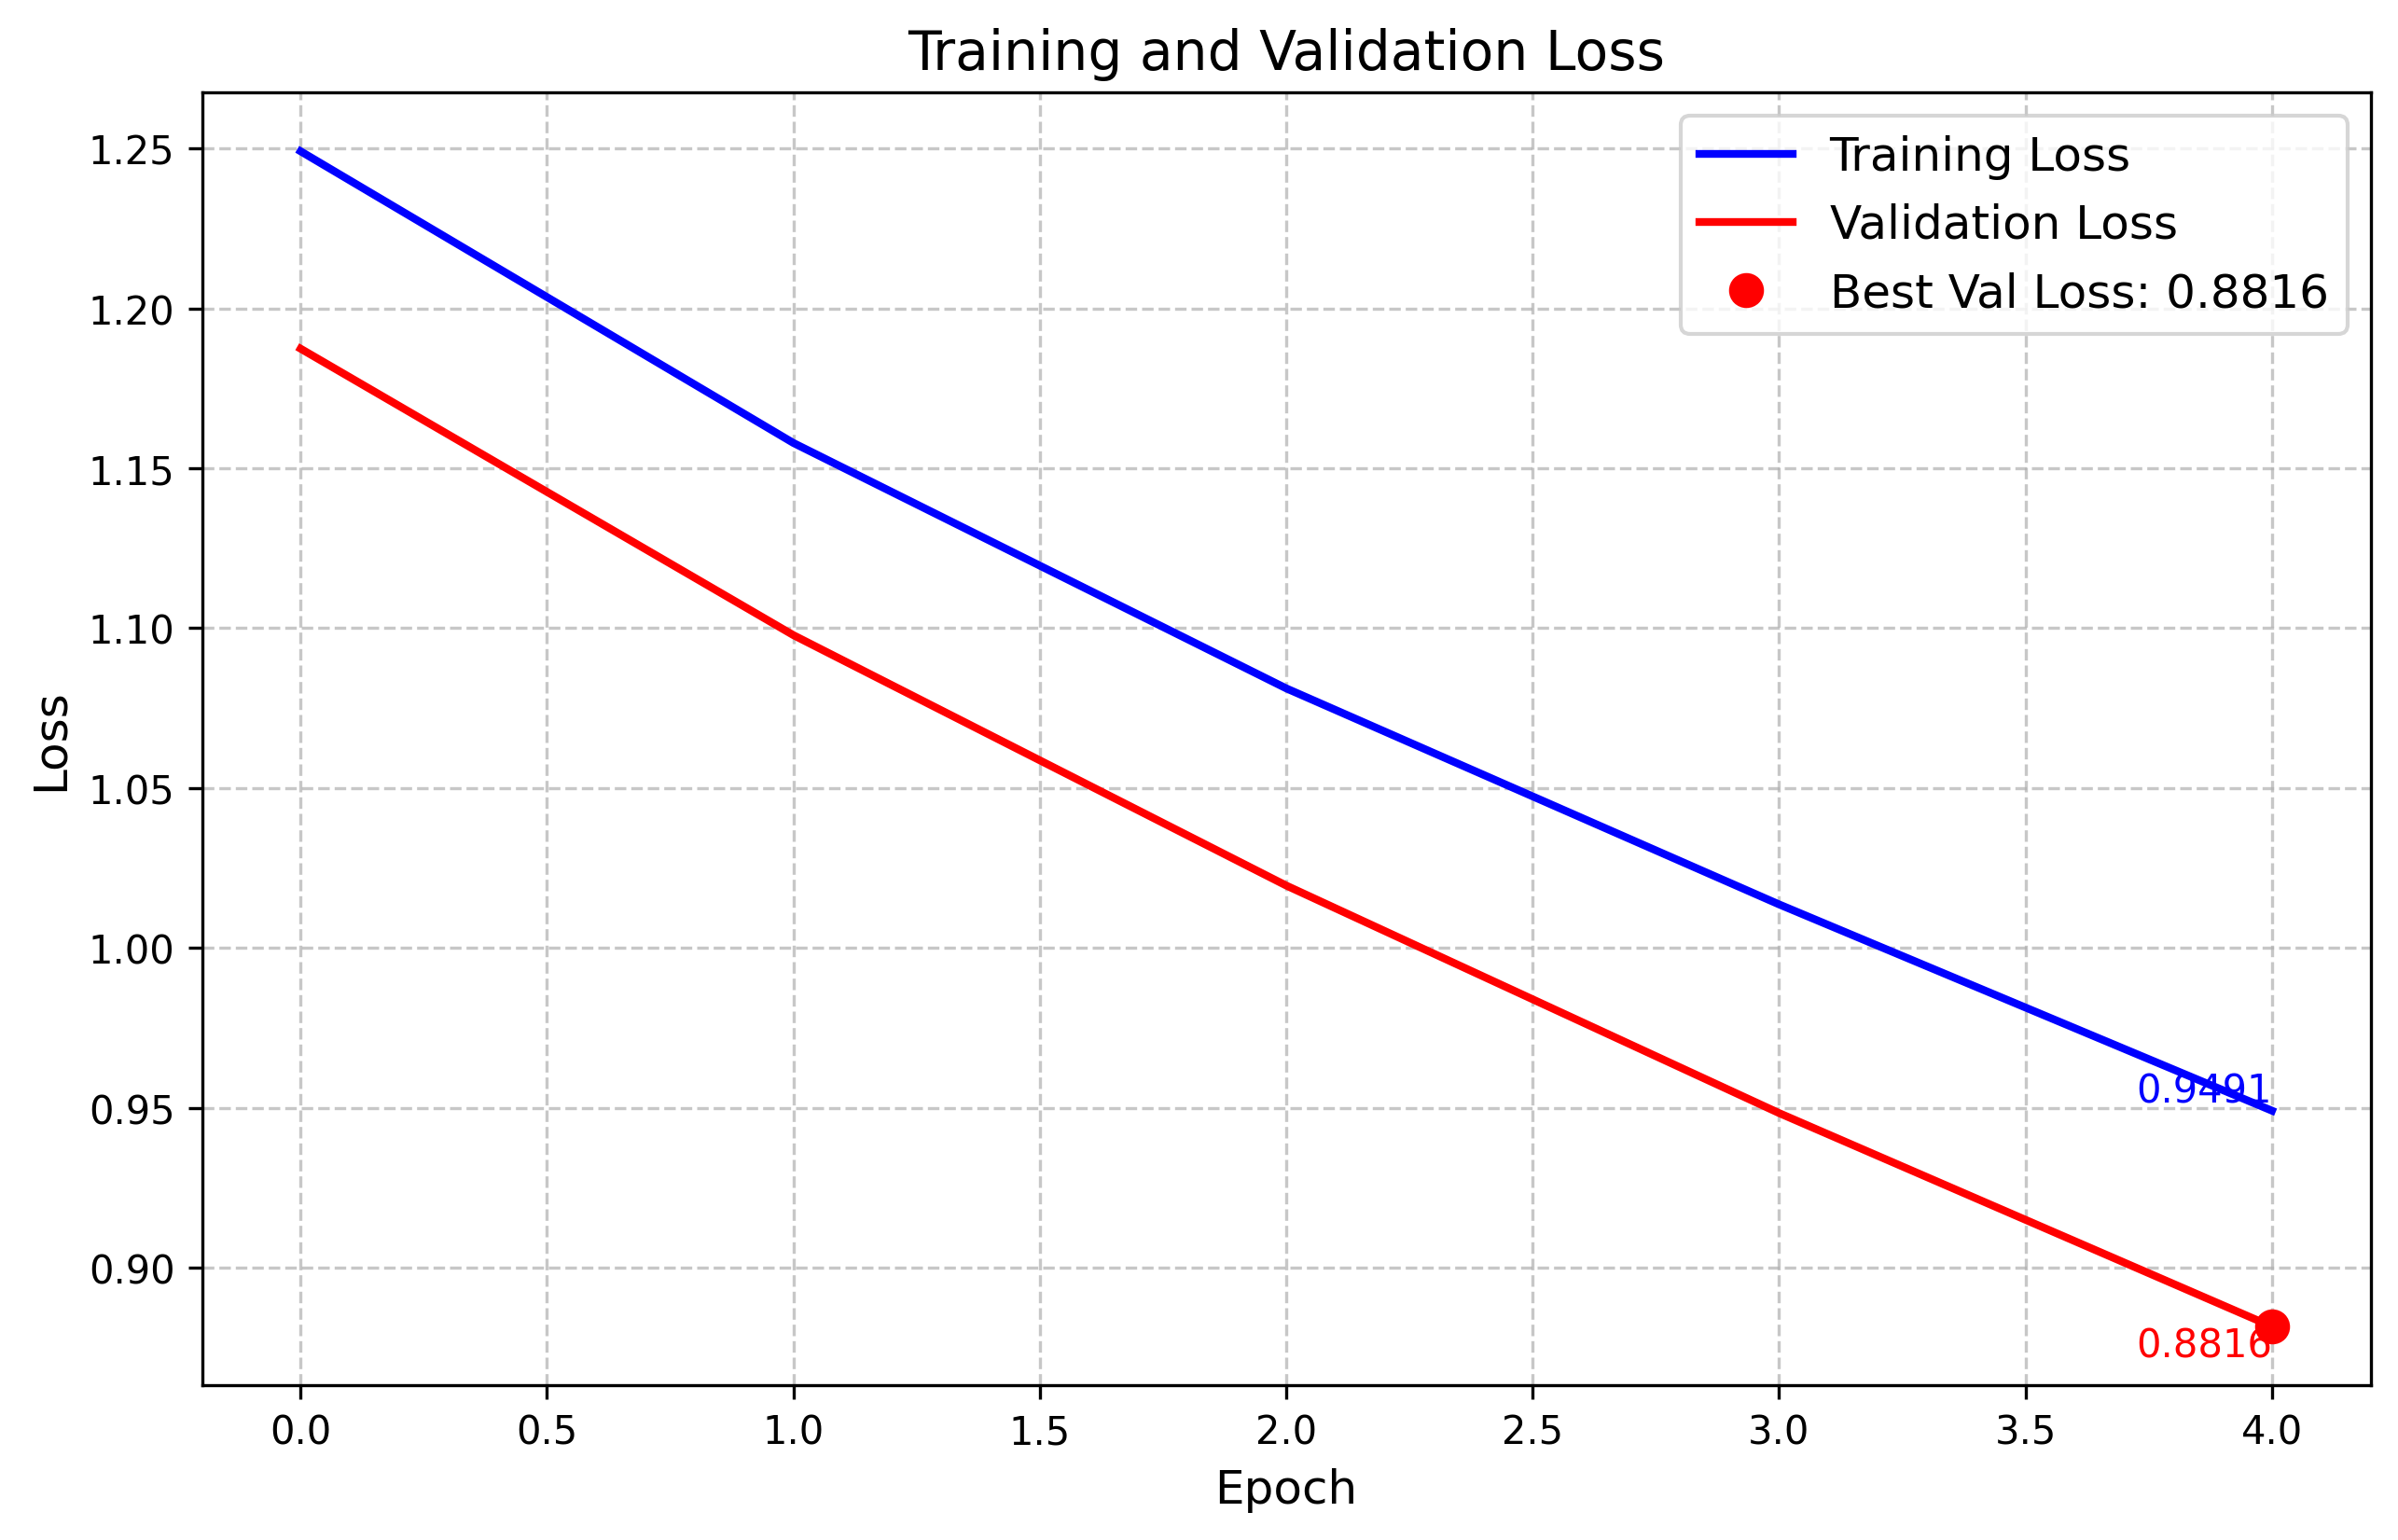 Training and Validation Loss
Training Loss
Validation Loss
Best Val Loss: 0.8816
1.25
1.20
1.15
1.10
1.05
1.00
0.95
0.90
Loss
0.9491
0.8816
0.0 0.5 1.0 1.5 2.0 2.5 3.0 3.5 4.0
Epoch